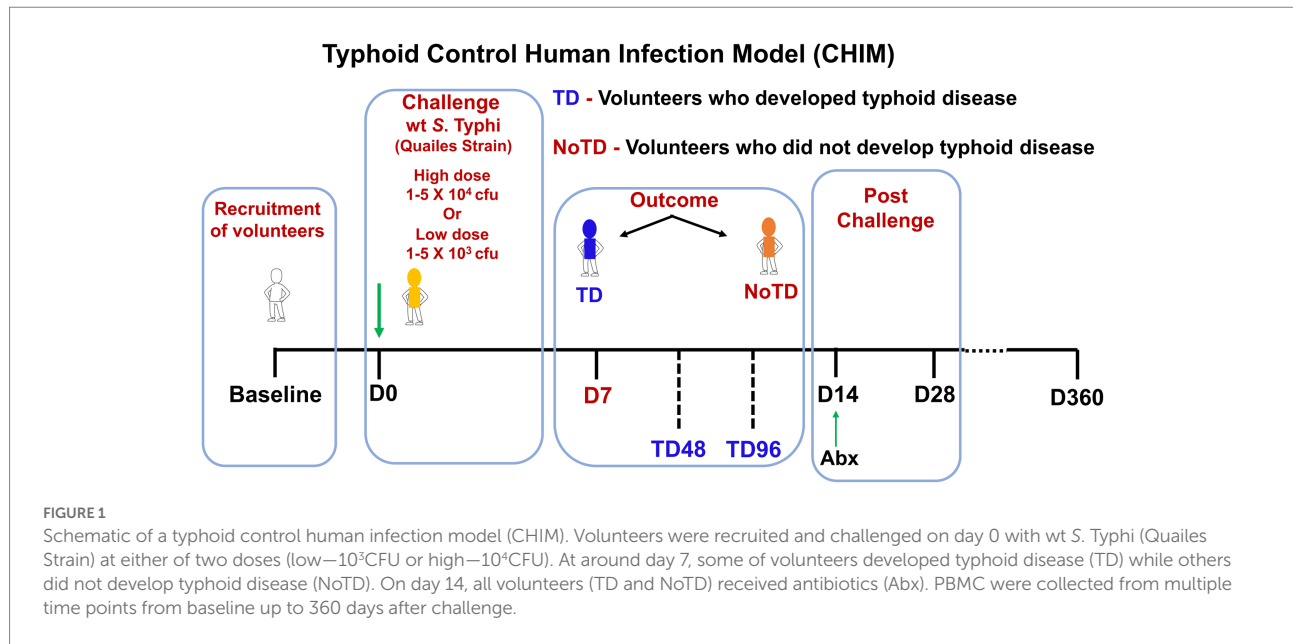 Typhoid Control Human Infection Model (CHIM)
Recruitment
of volunteers
Challenge
wt S. Typhi
(Quailes Strain)
High dose
1-5 X 10⁴ cfu
Or
Low dose
1-5 X 10³ cfu
TD - Volunteers who developed typhoid disease
NoTD - Volunteers who did not develop typhoid disease
Outcome
TD
NoTD
Post
Challenge
Baseline
D0
D7
TD48
TD96
D14
Abx
D28
D360
FIGURE 1
Schematic of a typhoid control human infection model (CHIM). Volunteers were recruited and challenged on day 0 with wt S. Typhi (Quailes
Strain) at either of two doses (low—10³CFU or high—10⁴CFU). At around day 7, some of volunteers developed typhoid disease (TD) while others
did not develop typhoid disease (NoTD). On day 14, all volunteers (TD and NoTD) received antibiotics (Abx). PBMC were collected from multiple
time points from baseline up to 360 days after challenge.